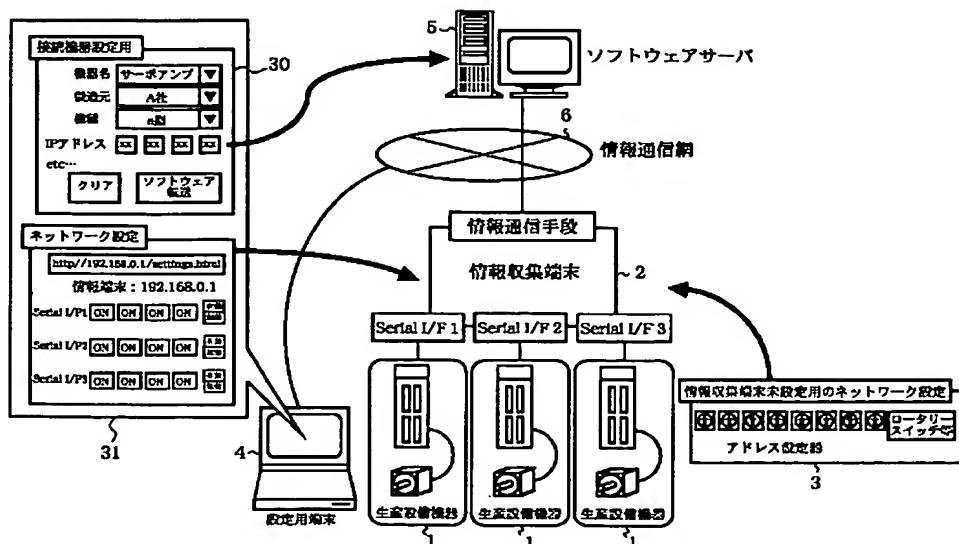 接続機器設定用
機器名 サーボアンプ ▼
製造元 A社 ▼
機種 α型 ▼
IPアドレス xx xx xx xx
etc…
クリア
ソフトウェア
転送
30
5
ソフトウェアサーバ
6
情報通信網
ネットワーク設定
http//192.168.0.1/settings.html
情報端末：192.168.0.1
Serial I/F1 ON ON ON ON
Serial I/F2 ON ON ON ON
Serial I/F3 ON ON ON ON
31
情報通信手段
情報収集端末
2
Serial I/F 1
Serial I/F 2
Serial I/F 3
4
設定用端末
生産設備機器
生産設備機器
生産設備機器
1
1
1
情報収集端末未設定用のネットワーク設定
ロータリー
スイッチ等
アドレス設定器
3